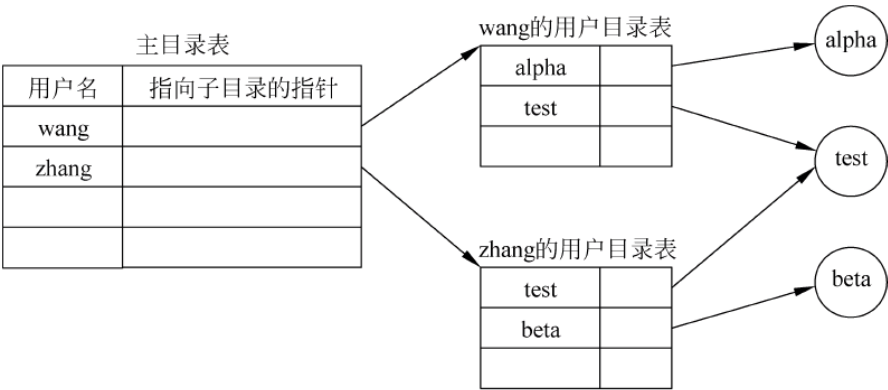 主目录表
用户名 指向子目录的指针
wang
zhang
wang的用户目录表
alpha
test
zhang的用户目录表
test
beta
alpha
test
beta